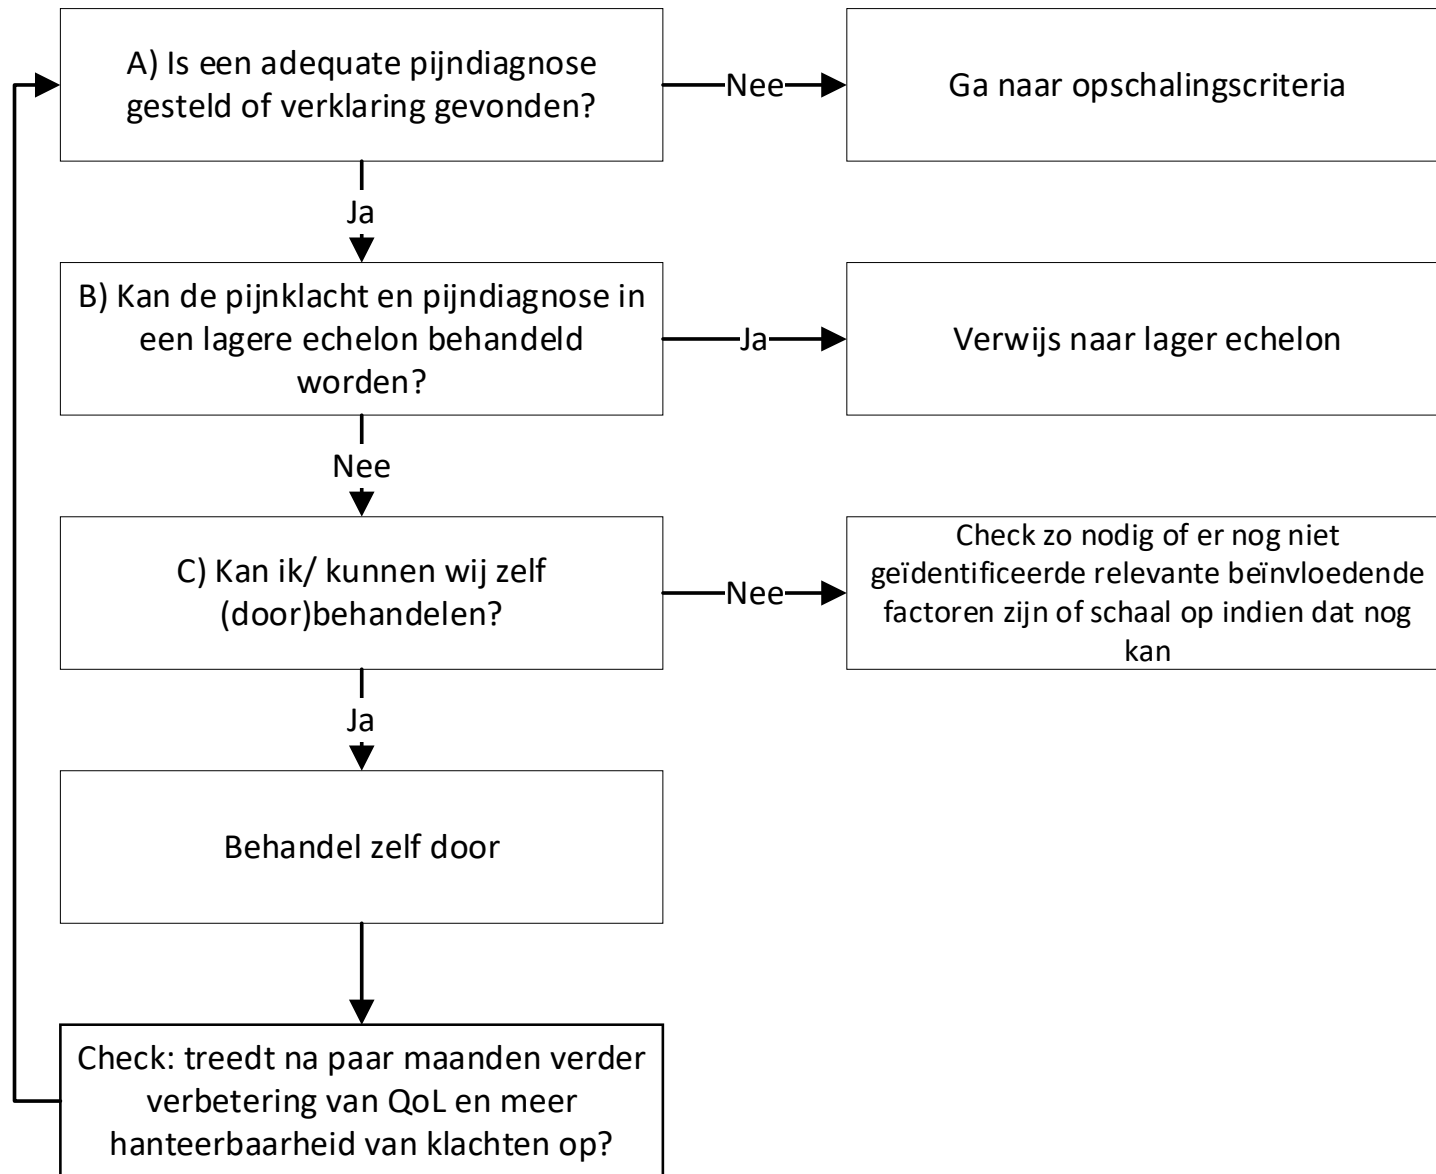 A) Is een adequate pijndiagnose
gesteld of verklaring gevonden?
Nee
Ga naar opschalingscriteria
Ja
B) Kan de pijnklacht en pijndiagnose in
een lagere echelon behandeld
worden?
Ja
Verwijs naar lager echelon
Nee
C) Kan ik/ kunnen wij zelf
(door)behandelen?
Nee
Check zo nodig of er nog niet
geïdentificeerde relevante beïnvloedende
factoren zijn of schaal op indien dat nog
kan
Ja
Behandel zelf door
Check: treedt na paar maanden verder
verbetering van QoL en meer
hanteerbaarheid van klachten op?